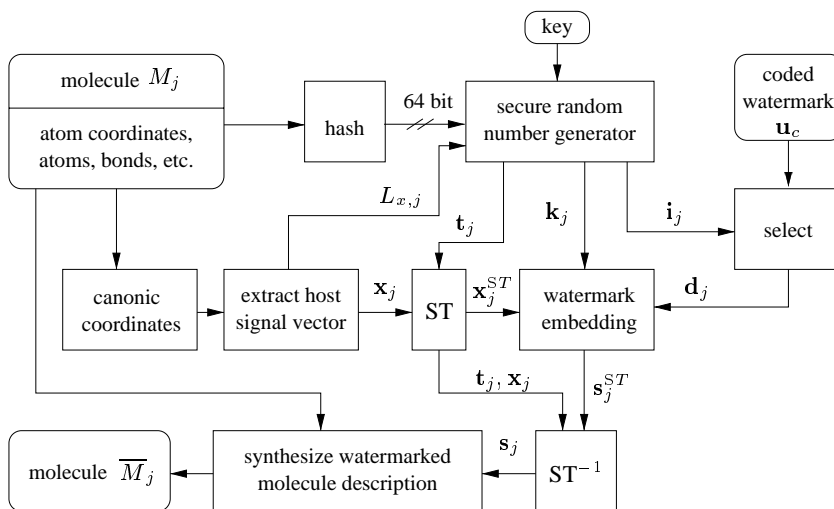 key
molecule M_j
atom coordinates,
atoms, bonds, etc.
hash
64 bit
secure random
number generator
coded
watermark
u_c
L_{x,j}
t_j
k_j
i_j
select
canonic
coordinates
extract host
signal vector
x_j
ST
x_j^{ST}
watermark
embedding
d_j
t_j, x_j
s_j^{ST}
molecule \overline{M}_j
synthesize watermarked
molecule description
s_j
ST^{-1}